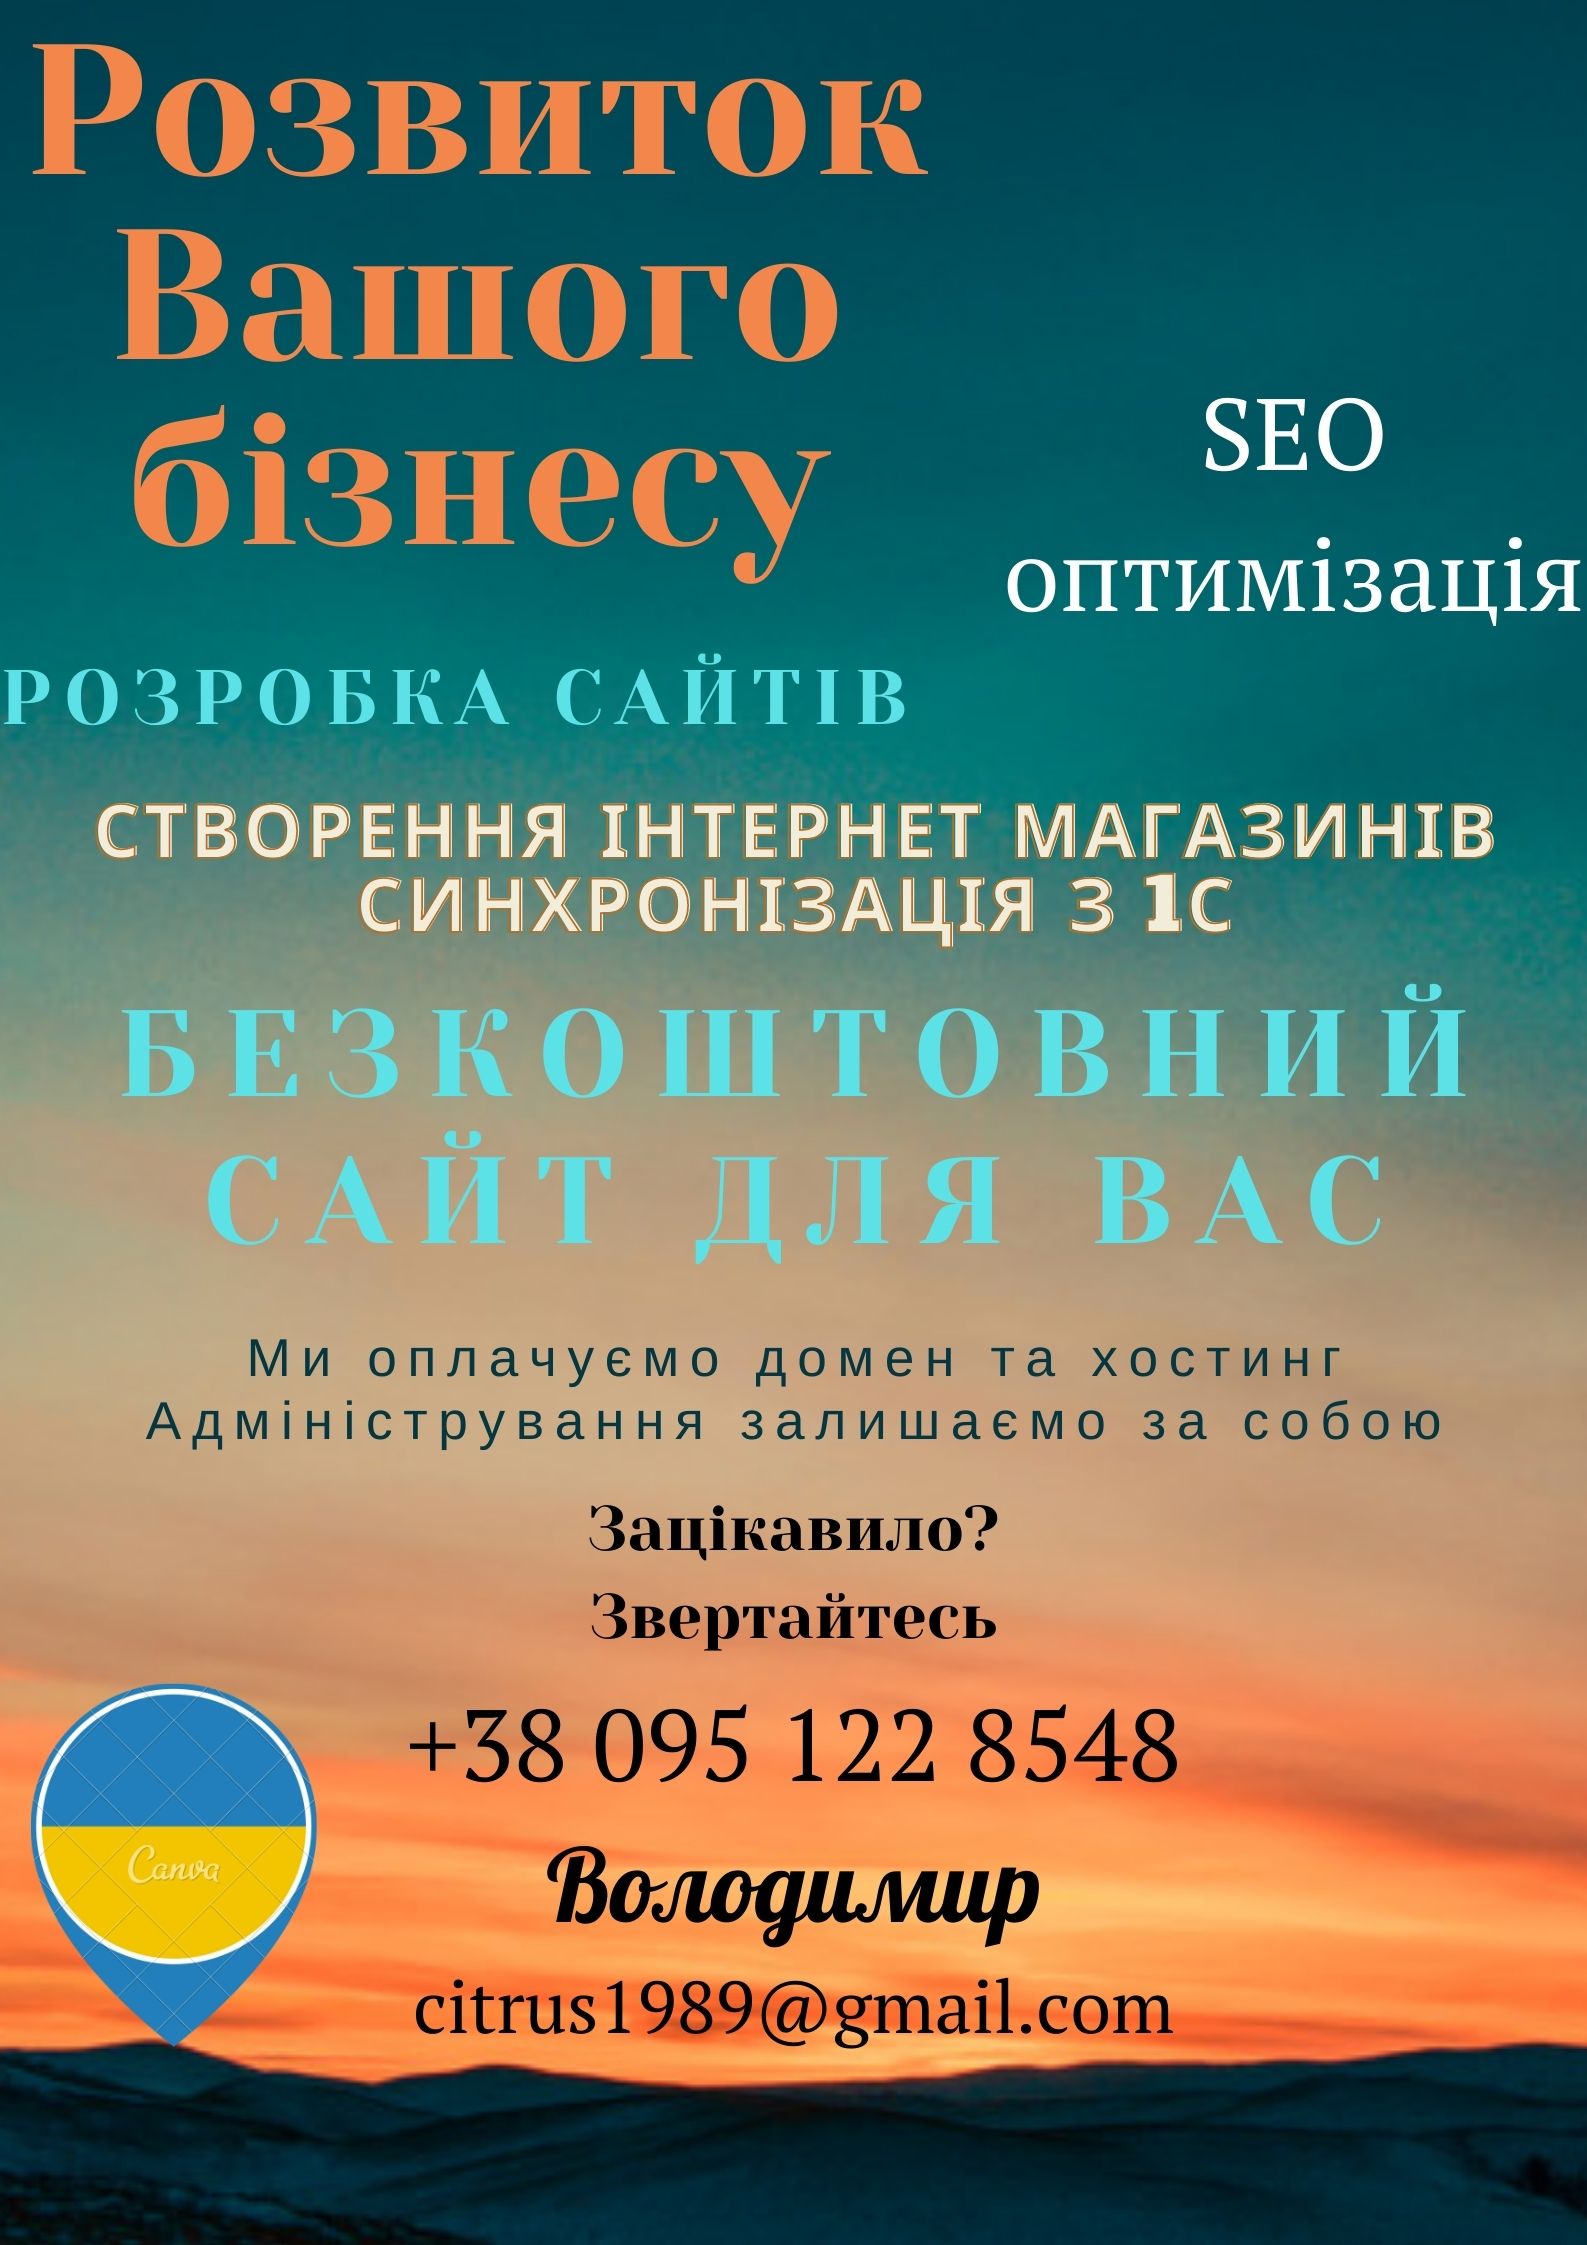 Розвиток
Вашого
бізнесу
SEO
оптимізація
РОЗРОБКА САЙТІВ
СТВОРЕННЯ ІНТЕРНЕТ МАГАЗИНІВ
СИНХРОНІЗАЦІЯ З 1С
БЕЗКОШТОВНИЙ
САЙТ ДЛЯ ВАС
Ми оплачуємо домен та хостинг
Адміністрування залишаємо за собою
Зацікавило?
Звертайтесь
+38 095 122 8548
Canva
Володимир
citrus1989@gmail.com